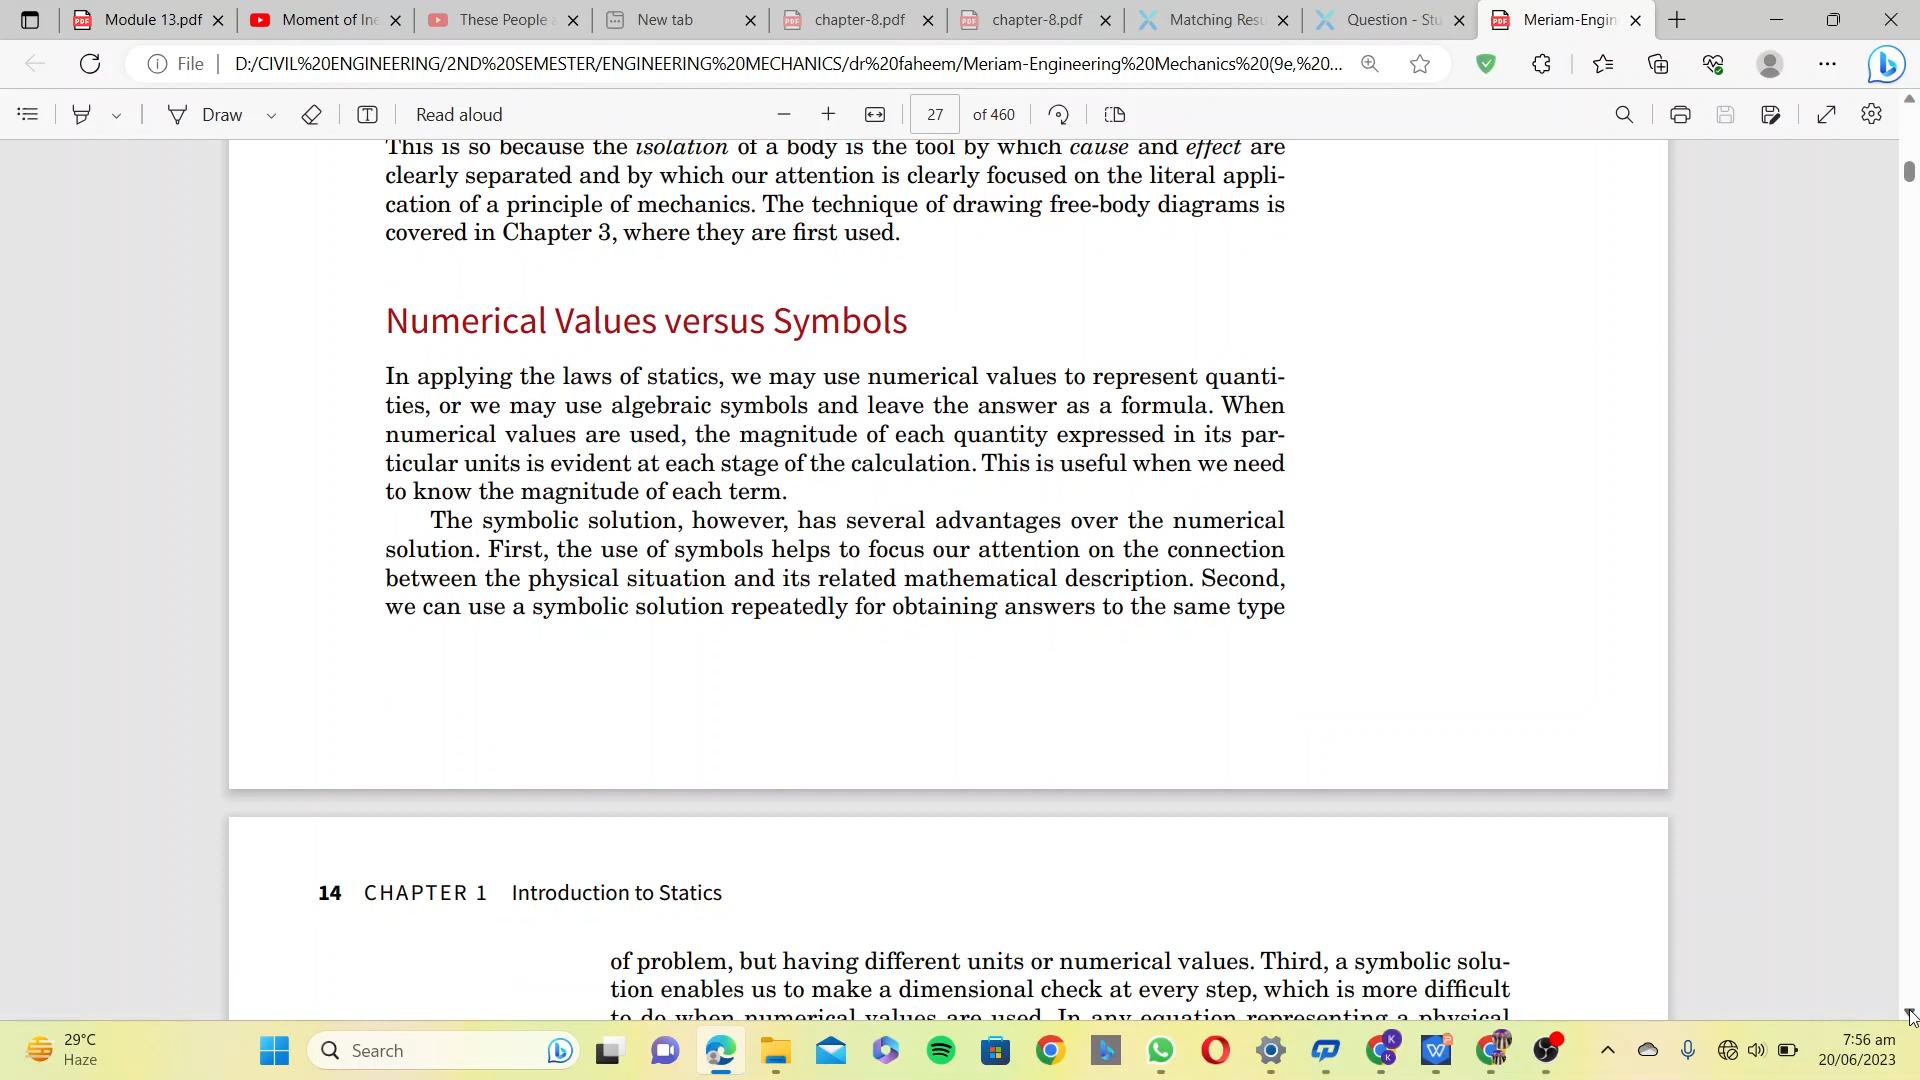 Module 13.pdf
Moment of Ine
These People a
New tab
chapter-8.pdf
chapter-8.pdf
Matching Resu
Question - Stu
Meriam-Engin
File
D:/CIVIL%20ENGINEERING/2ND%20SEMESTER/ENGINEERING%20MECHANICS/dr%20faheem/Meriam-Engineering%20Mechanics%20(9e,%20...
Draw
Read aloud
27 of 460
This is so because the isolation of a body is the tool by which cause and effect are
clearly separated and by which our attention is clearly focused on the literal appli-
cation of a principle of mechanics. The technique of drawing free-body diagrams is
covered in Chapter 3, where they are first used.
Numerical Values versus Symbols
In applying the laws of statics, we may use numerical values to represent quanti-
ties, or we may use algebraic symbols and leave the answer as a formula. When
numerical values are used, the magnitude of each quantity expressed in its par-
ticular units is evident at each stage of the calculation. This is useful when we need
to know the magnitude of each term.
The symbolic solution, however, has several advantages over the numerical
solution. First, the use of symbols helps to focus our attention on the connection
between the physical situation and its related mathematical description. Second,
we can use a symbolic solution repeatedly for obtaining answers to the same type
14 CHAPTER 1 Introduction to Statics
of problem, but having different units or numerical values. Third, a symbolic solu-
tion enables us to make a dimensional check at every step, which is more difficult
to do when numerical values are used. In any equation representing a physical
29°C
Haze
Search
7:56 am
20/06/2023